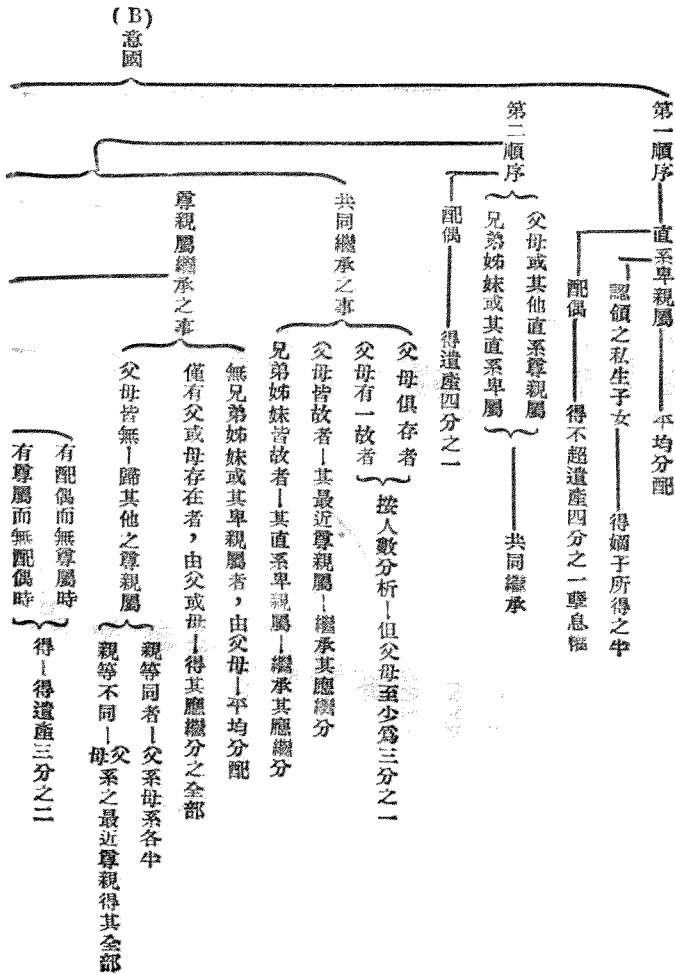 (B)意國
第一順序
直系卑親屬
平均分配
認領之私生子女
得嫡子所得之半
配偶
得不超遺產四分之一孳息權
第二順序
父母或其他直系尊親屬
兄弟姊妹或其直系卑屬
共同繼承
配偶
得遺產四分之一
共同繼承之事
父母俱存者
父母有一故者
按人數分析
但父母至少爲三分之一
父母皆故者
其最近尊親屬
繼承其應繼分
兄弟姊妹皆故者
其直系卑親屬
繼承其應繼分
尊親屬繼承之事
無兄弟姊妹或其卑親屬者，由父母
平均分配
僅有父或母存在者，由父或母
得其應繼分之全部
父母皆無
歸其他之尊親屬
親等同者
父系母系各半
親等不同
父母系之最近尊親得其全部
有配偶而無尊屬時
有尊屬而無配偶時
得
得遺產三分之二